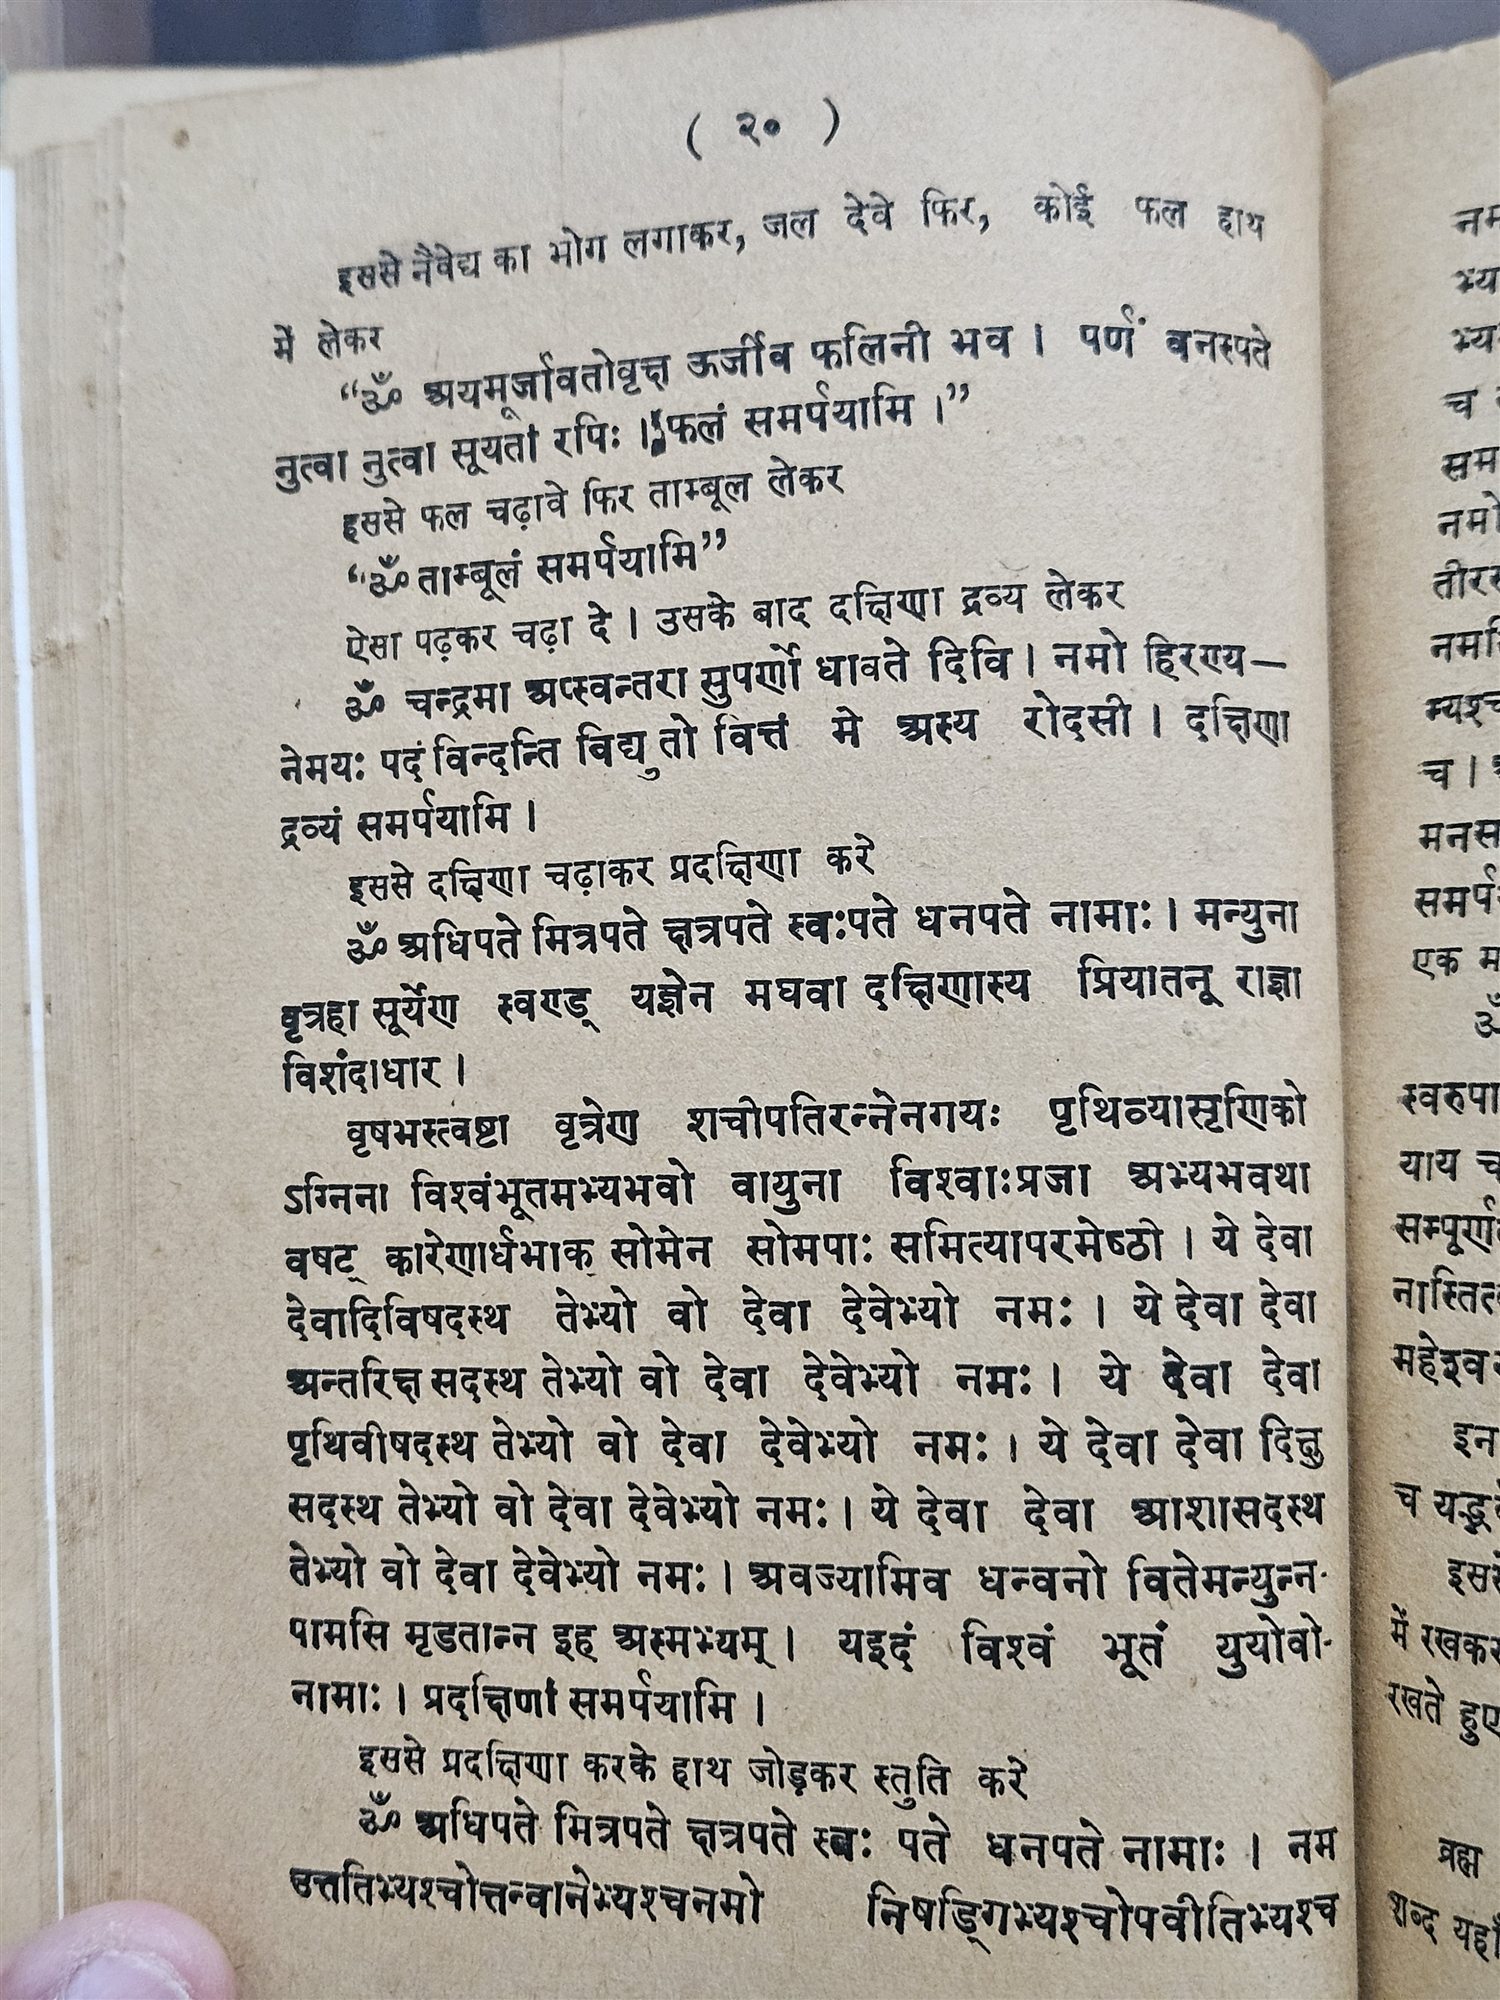 ( २० )
इससे नैवेद्य का भोग लगाकर, जल देवे फिर, कोई फल हाथ
में लेकर
“ॐ अयमूर्जावतोवृक्ष ऊर्जीव फलिनी भव । पर्णं वनस्पते
नुत्वा नुत्वा सूयतां रपिः । फलं समर्पयामि ।”
इससे फल चढ़ावे फिर ताम्बूल लेकर
“ॐ ताम्बूलं समर्पयामि”
ऐसा पढ़कर चढ़ा दे । उसके बाद दक्षिणा द्रव्य लेकर
ॐ चन्द्रमा अप्स्वन्तरा सुपर्णो धावते दिवि । नमो हिरण्य—
नेमयः पदं विन्दन्ति विद्युतो वित्तं मे अस्य रोदसी । दक्षिणा
द्रव्यं समर्पयामि ।
इससे दक्षिणा चढ़ाकर प्रदक्षिणा करे
ॐ अधिपते मित्रपते क्षत्रपते स्वःपते धनपते नामाः । मन्युना
वृत्रहा सूर्येण स्वण्ड् यज्ञेन मघवा दक्षिणास्य प्रियातनू राज्ञा
विशंदाधार ।
वृषभस्त्वष्टा वृत्रेण शचीपतिरन्नेनगयः पृथिव्यासृणिको
ऽग्निना विश्वंभूतमभ्यभवो वायुना विश्वाःप्रजा अभ्यभवथा
वषट् कारेणार्धभाक् सोमेन सोमपाः समित्यापरमेष्ठी । ये देवा
देवादिविषदस्थ तेभ्यो वो देवा देवेभ्यो नमः । ये देवा देवा
अन्तरिक्ष सदस्थ तेभ्यो वो देवा देवेभ्यो नमः । ये देवा देवा
पृथिवीषदस्थ तेभ्यो वो देवा देवेभ्यो नमः । ये देवा देवा दिक्षु
सदस्थ तेभ्यो वो देवा देवेभ्यो नमः । ये देवा देवा आशासदस्थ
तेभ्यो वो देवा देवेभ्यो नमः । अवज्यामिव धन्वनो वितेमन्युन्न-
पामसि मृडतान्न इह अस्मभ्यम् । यइदं विश्वं भूतं युयोवो-
नामाः । प्रदक्षिणां समर्पयामि ।
इससे प्रदक्षिणा करके हाथ जोड़कर स्तुति करे
ॐ अधिपते मित्रपते क्षत्रपते स्वः पते धनपते नामाः । नम
उत्ततिभ्यश्चोत्तन्वानेभ्यश्चनमो निषङ्गिभ्यश्चोपवीतिभ्यश्च